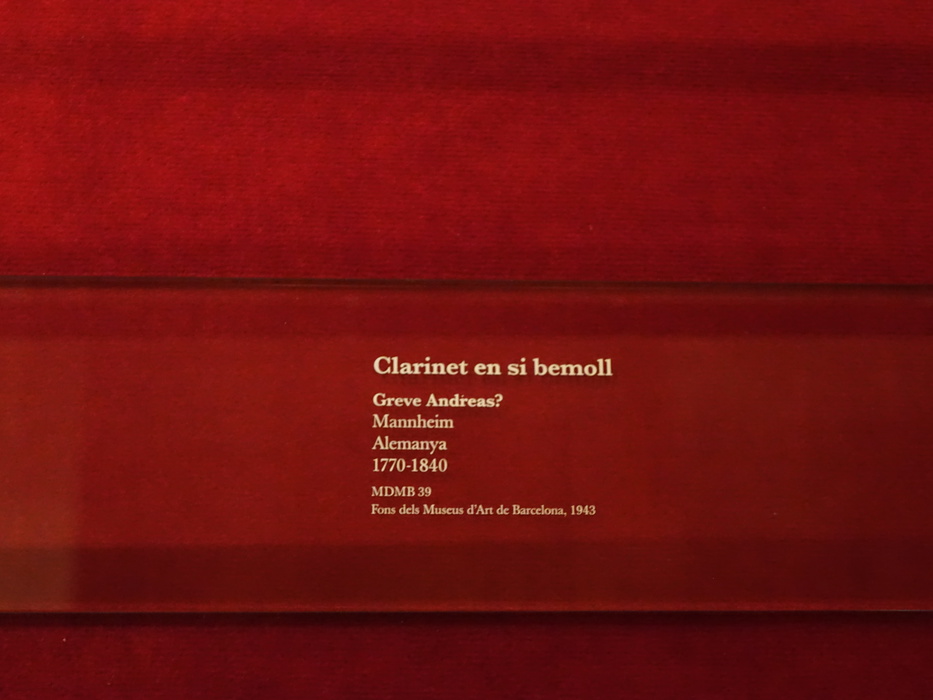 Clarinet en si bemoll
Greve Andreas?
Mannheim
Alemanya
1770-1840
MDMB 39
Fons dels Museus d'Art de Barcelona, 1943